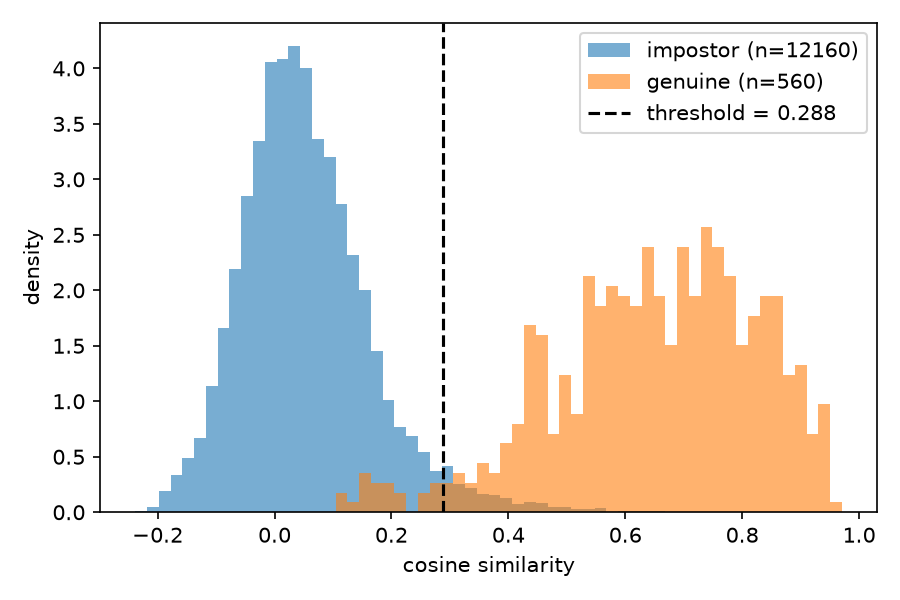 impostor (n=12160)
genuine (n=560)
threshold = 0.288
4.0
3.5
3.0
2.5
2.0
1.5
1.0
0.5
0.0
density
−0.2 0.0 0.2 0.4 0.6 0.8 1.0
cosine similarity